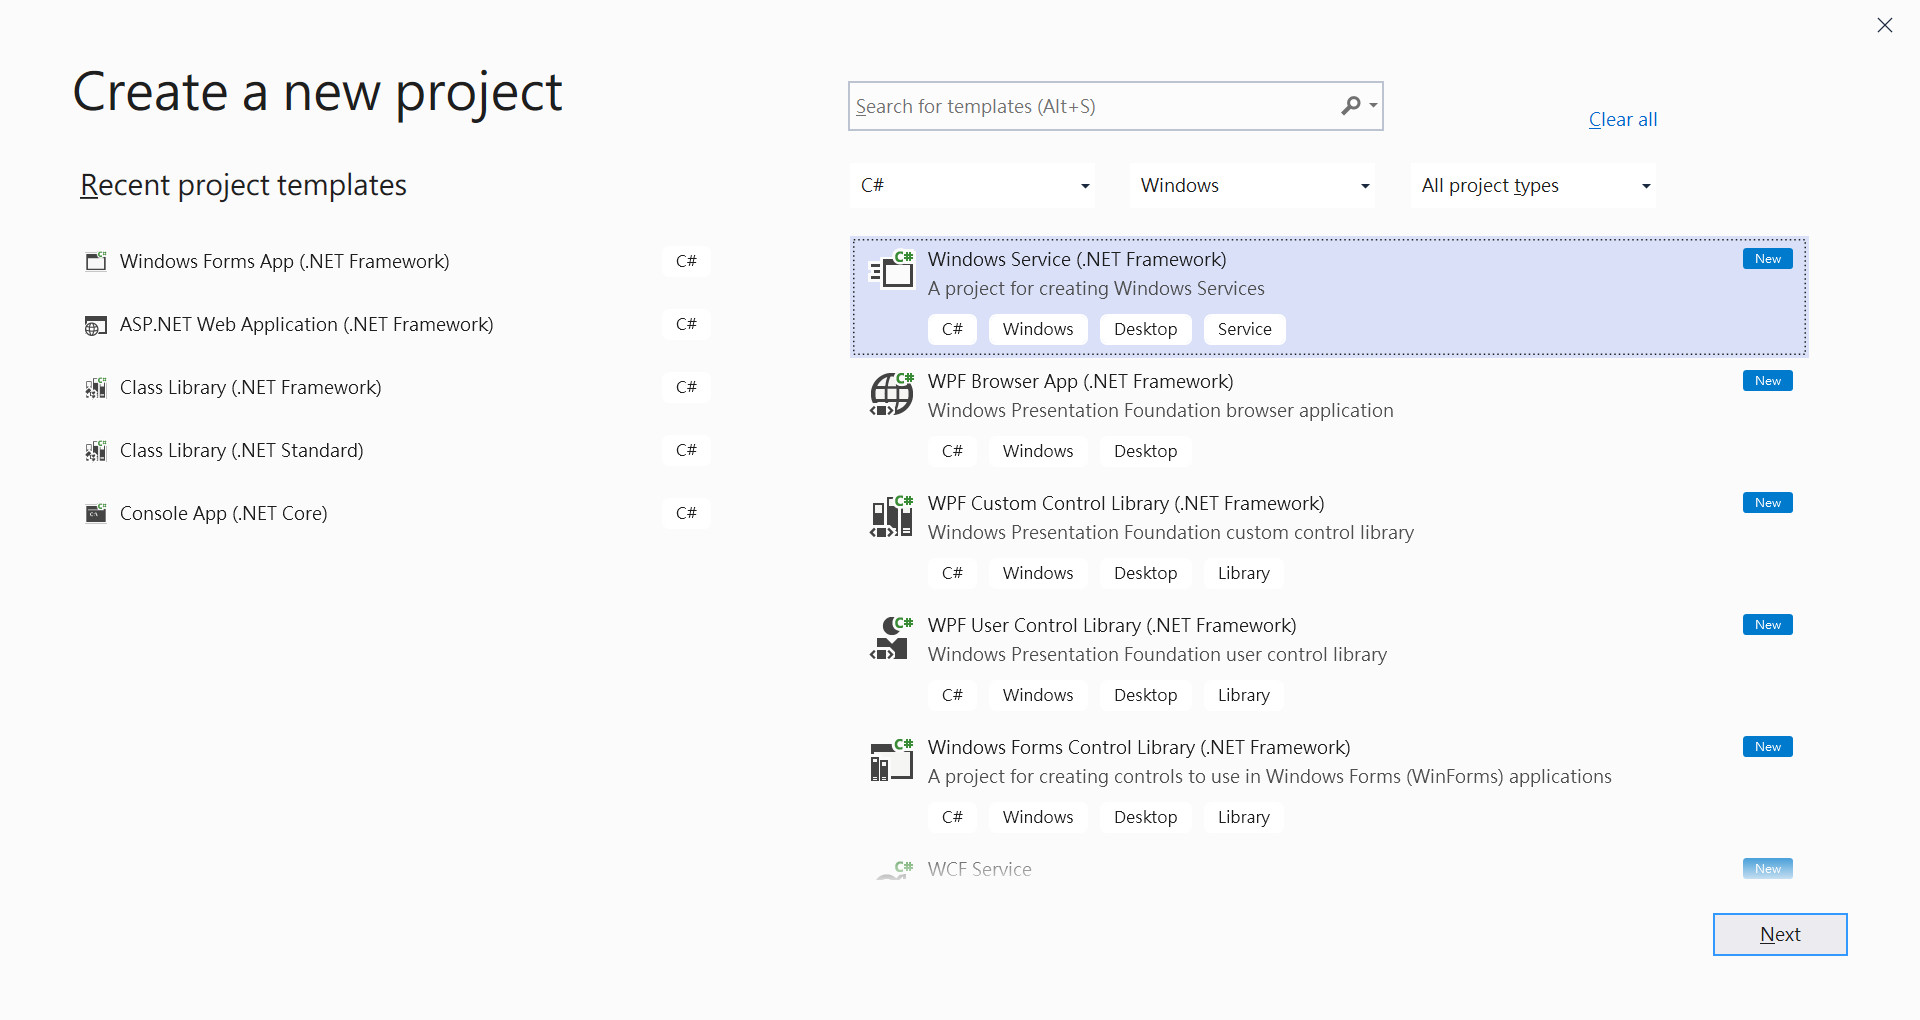 Create a new project
Search for templates (Alt+S)
Clear all
Recent project templates
C#
Windows
All project types
Windows Forms App (.NET Framework)
C#
ASP.NET Web Application (.NET Framework)
C#
Class Library (.NET Framework)
C#
Class Library (.NET Standard)
C#
Console App (.NET Core)
C#
Windows Service (.NET Framework)
New
A project for creating Windows Services
C# Windows Desktop Service
WPF Browser App (.NET Framework)
New
Windows Presentation Foundation browser application
C# Windows Desktop
WPF Custom Control Library (.NET Framework)
New
Windows Presentation Foundation custom control library
C# Windows Desktop Library
WPF User Control Library (.NET Framework)
New
Windows Presentation Foundation user control library
C# Windows Desktop Library
Windows Forms Control Library (.NET Framework)
New
A project for creating controls to use in Windows Forms (WinForms) applications
C# Windows Desktop Library
WCF Service
New
Next